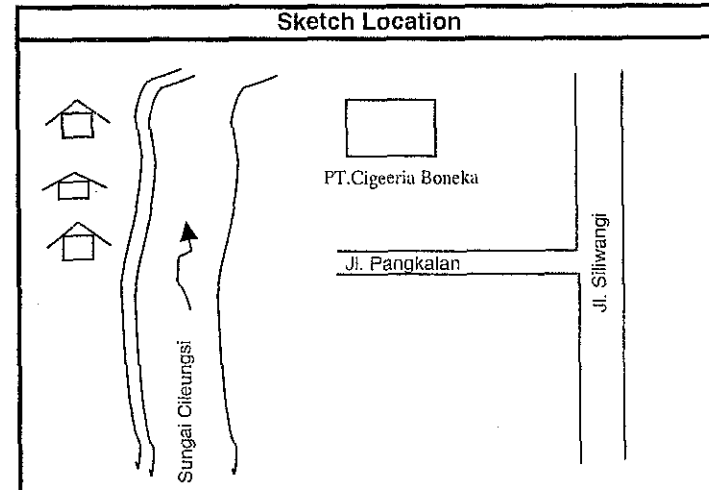 Sketch Location
PT.Cigeeria Boneka
Jl. Pangkalan
Jl. Siliwangi
Sungai Cileungsi